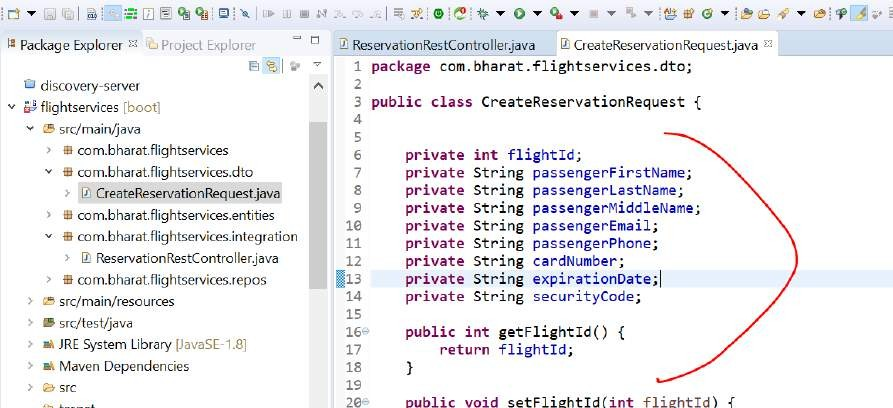 Package Explorer
Project Explorer
discovery-server
flightservices [boot]
src/main/java
com.bharat.flightservices
com.bharat.flightservices.dto
CreateReservationRequest.java
com.bharat.flightservices.entities
com.bharat.flightservices.integration
ReservationRestController.java
com.bharat.flightservices.repos
src/main/resources
src/test/java
JRE System Library [JavaSE-1.8]
Maven Dependencies
src
target
ReservationRestController.java
CreateReservationRequest.java
1 package com.bharat.flightservices.dto;
2
3 public class CreateReservationRequest {
4
5
6 private int flightId;
7 private String passengerFirstName;
8 private String passengerLastName;
9 private String passengerMiddleName;
10 private String passengerEmail;
11 private String passengerPhone;
12 private String cardNumber;
13 private String expirationDate;
14 private String securityCode;
15
16 public int getFlightId() {
17 return flightId;
18 }
19
20 public void setFlightId(int flightId) {